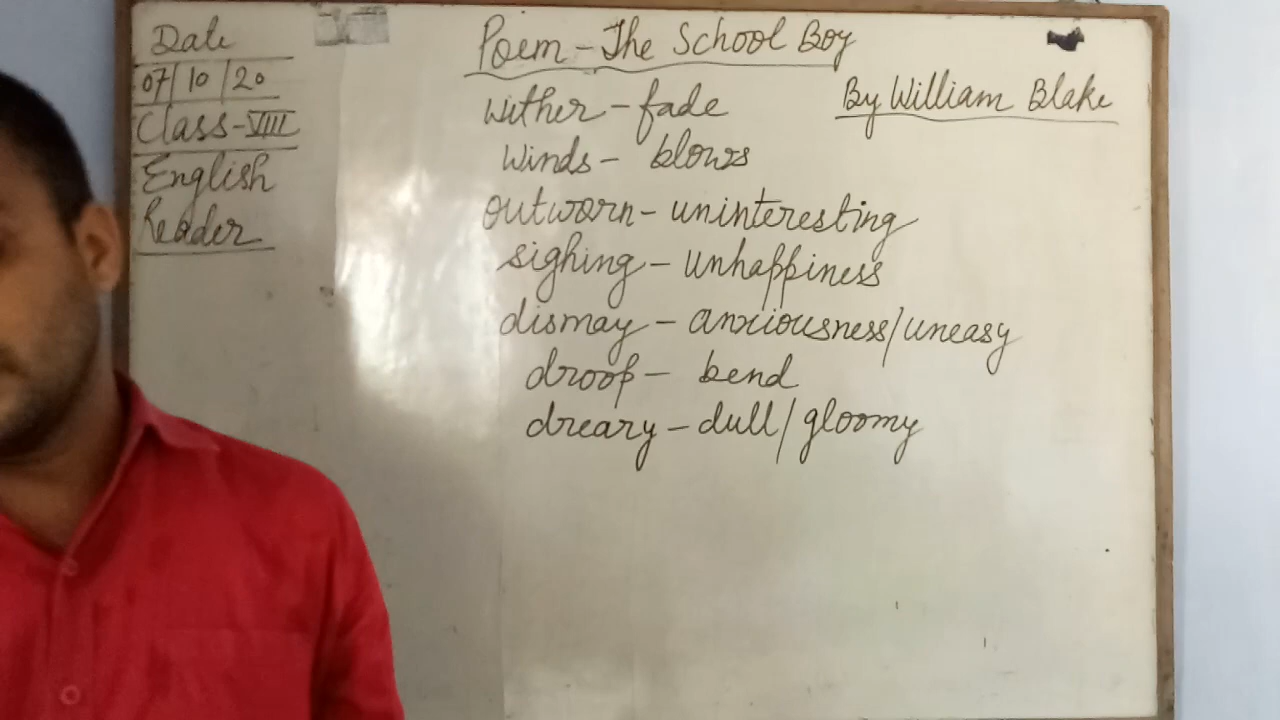 Date
07/10/20
Class-VIII
English
Reader
Poem - The School Boy
By William Blake
wither - fade
winds - blows
outworn - uninteresting
sighing - unhappiness
dismay - anxiousness/uneasy
droop - bend
dreary - dull/gloomy